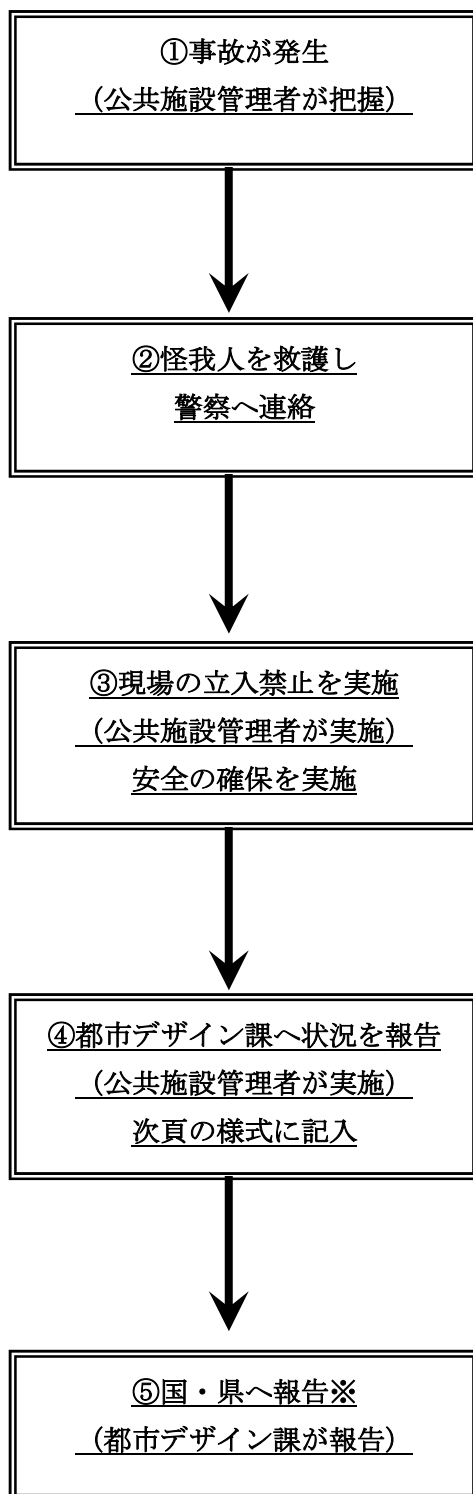 ①事故が発生
（公共施設管理者が把握）
②怪我人を救護し
警察へ連絡
③現場の立入禁止を実施
（公共施設管理者が実施）
安全の確保を実施
④都市デザイン課へ状況を報告
（公共施設管理者が実施）
次頁の様式に記入
⑤国・県へ報告※
（都市デザイン課が報告）